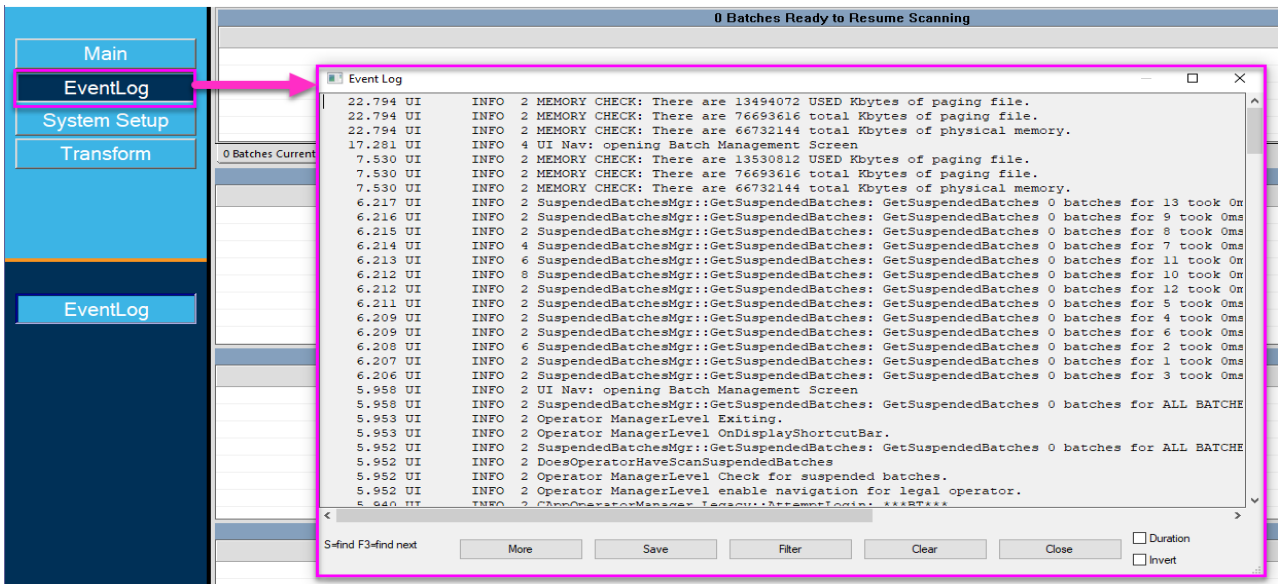 0 Batches Ready to Resume Scanning
Main
EventLog
System Setup
Transform
EventLog
0 Batches Current
Event Log
22.794 UI INFO 2 MEMORY CHECK: There are 13494072 USED Kbytes of paging file.
22.794 UI INFO 2 MEMORY CHECK: There are 76693616 total Kbytes of paging file.
22.794 UI INFO 2 MEMORY CHECK: There are 66732144 total Kbytes of physical memory.
17.281 UI INFO 4 UI Nav: opening Batch Management Screen
7.530 UI INFO 2 MEMORY CHECK: There are 13530812 USED Kbytes of paging file.
7.530 UI INFO 2 MEMORY CHECK: There are 76693616 total Kbytes of paging file.
7.530 UI INFO 2 MEMORY CHECK: There are 66732144 total Kbytes of physical memory.
6.217 UI INFO 2 SuspendedBatchesMgr::GetSuspendedBatches: GetSuspendedBatches 0 batches for 13 took 0m
6.216 UI INFO 2 SuspendedBatchesMgr::GetSuspendedBatches: GetSuspendedBatches 0 batches for 9 took 0ms
6.215 UI INFO 2 SuspendedBatchesMgr::GetSuspendedBatches: GetSuspendedBatches 0 batches for 8 took 0ms
6.214 UI INFO 4 SuspendedBatchesMgr::GetSuspendedBatches: GetSuspendedBatches 0 batches for 7 took 0ms
6.213 UI INFO 6 SuspendedBatchesMgr::GetSuspendedBatches: GetSuspendedBatches 0 batches for 11 took 0m
6.212 UI INFO 8 SuspendedBatchesMgr::GetSuspendedBatches: GetSuspendedBatches 0 batches for 10 took 0m
6.212 UI INFO 2 SuspendedBatchesMgr::GetSuspendedBatches: GetSuspendedBatches 0 batches for 12 took 0m
6.211 UI INFO 2 SuspendedBatchesMgr::GetSuspendedBatches: GetSuspendedBatches 0 batches for 5 took 0ms
6.209 UI INFO 2 SuspendedBatchesMgr::GetSuspendedBatches: GetSuspendedBatches 0 batches for 4 took 0ms
6.209 UI INFO 2 SuspendedBatchesMgr::GetSuspendedBatches: GetSuspendedBatches 0 batches for 6 took 0ms
6.208 UI INFO 6 SuspendedBatchesMgr::GetSuspendedBatches: GetSuspendedBatches 0 batches for 2 took 0ms
6.207 UI INFO 2 SuspendedBatchesMgr::GetSuspendedBatches: GetSuspendedBatches 0 batches for 1 took 0ms
6.206 UI INFO 2 SuspendedBatchesMgr::GetSuspendedBatches: GetSuspendedBatches 0 batches for 3 took 0ms
5.958 UI INFO 2 UI Nav: opening Batch Management Screen
5.958 UI INFO 2 SuspendedBatchesMgr::GetSuspendedBatches: GetSuspendedBatches 0 batches for ALL BATCHE
5.953 UI INFO 2 Operator ManagerLevel Exiting.
5.953 UI INFO 2 Operator ManagerLevel OnDisplayShortcutBar.
5.952 UI INFO 2 SuspendedBatchesMgr::GetSuspendedBatches: GetSuspendedBatches 0 batches for ALL BATCHE
5.952 UI INFO 2 DoesOperatorHaveScanSuspendedBatches
5.952 UI INFO 2 Operator ManagerLevel Check for suspended batches.
5.952 UI INFO 2 Operator ManagerLevel enable navigation for legal operator.
5.940 UI INFO 2 CAppOperatorManager_Legacy::AttemptLogin: ***BT***
S=find F3=find next
More
Save
Filter
Clear
Close
Duration
Invert